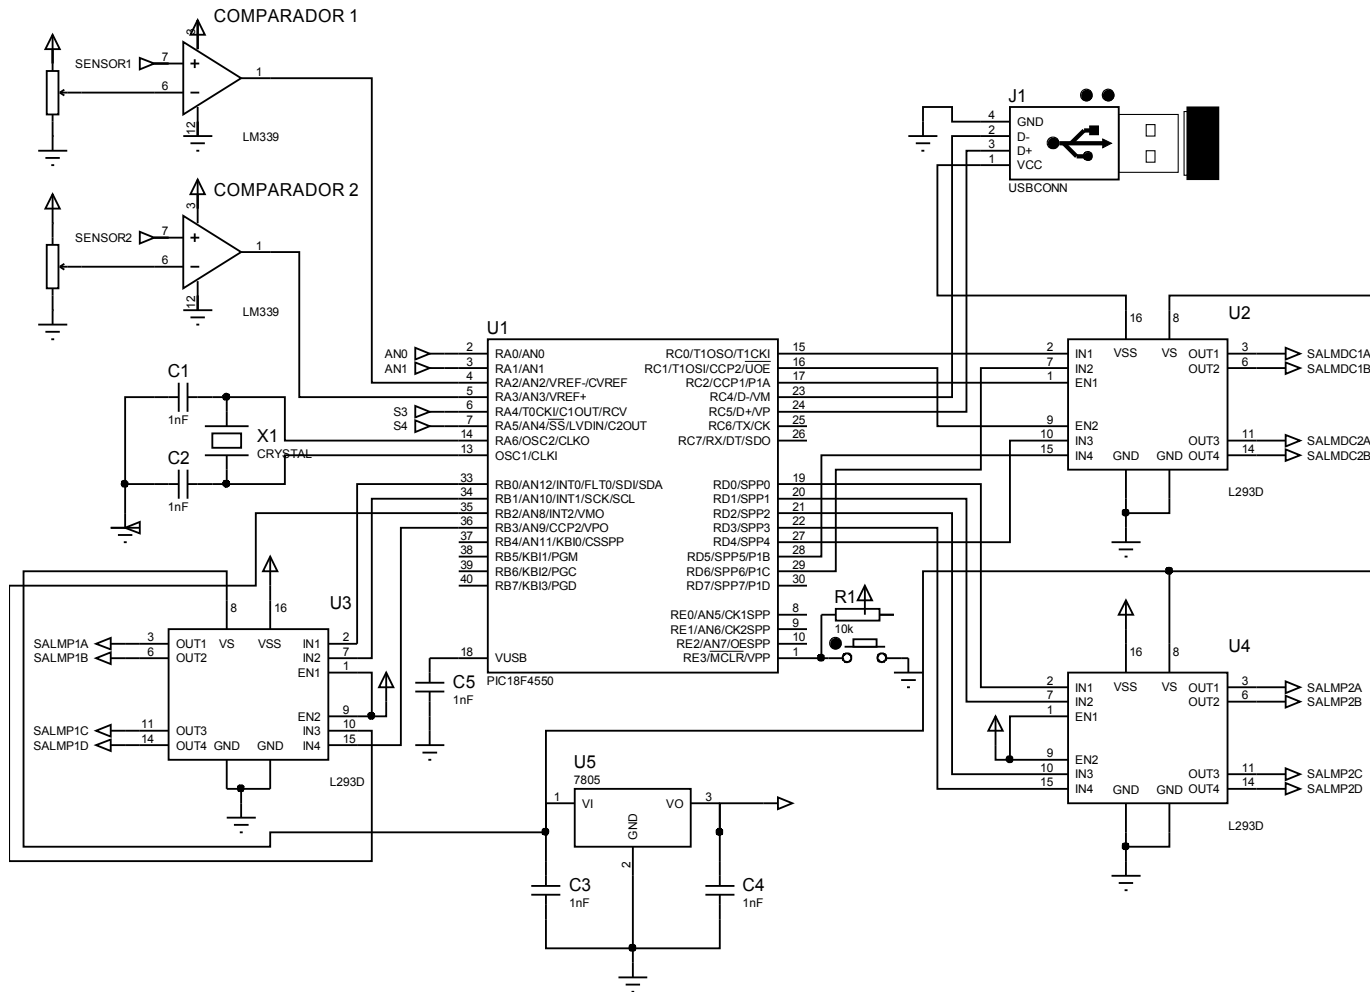 COMPARADOR 1
3
SENSOR1
7
6
1
12
LM339
COMPARADOR 2
3
SENSOR2
7
6
1
12
LM339
J1
4 GND
2 D-
3 D+
1 VCC
USBCONN
C1
1nF
C2
1nF
X1
CRYSTAL
U1
AN0 2 RA0/AN0
AN1 3 RA1/AN1
4 RA2/AN2/VREF-/CVREF
5 RA3/AN3/VREF+
S3 6 RA4/T0CKI/C1OUT/RCV
S4 7 RA5/AN4/SS/LVDIN/C2OUT
14 RA6/OSC2/CLKO
13 OSC1/CLKI
33 RB0/AN12/INT0/FLT0/SDI/SDA
34 RB1/AN10/INT1/SCK/SCL
35 RB2/AN8/INT2/VMO
36 RB3/AN9/CCP2/VPO
37 RB4/AN11/KBI0/CSSPP
38 RB5/KBI1/PGM
39 RB6/KBI2/PGC
40 RB7/KBI3/PGD
18 VUSB
RC0/T1OSO/T1CKI 15
RC1/T1OSI/CCP2/UOE 16
RC2/CCP1/P1A 17
RC4/D-/VM 23
RC5/D+/VP 24
RC6/TX/CK 25
RC7/RX/DT/SDO 26
RD0/SPP0 19
RD1/SPP1 20
RD2/SPP2 21
RD3/SPP3 22
RD4/SPP4 27
RD5/SPP5/P1B 28
RD6/SPP6/P1C 29
RD7/SPP7/P1D 30
RE0/AN5/CK1SPP 8
RE1/AN6/CK2SPP 9
RE2/AN7/OESPP 10
RE3/MCLR/VPP 1
PIC18F4550
R1
10k
C5
1nF
U2
16 8
2 IN1 VSS VS OUT1 3 SALMDC1A
7 IN2 OUT2 6 SALMDC1B
1 EN1
9 EN2
10 IN3 OUT3 11 SALMDC2A
15 IN4 GND GND OUT4 14 SALMDC2B
L293D
U3
8 16
SALMP1A 3 OUT1 VS VSS IN1 2
SALMP1B 6 OUT2 IN2 7
EN1 1
EN2 9
SALMP1C 11 OUT3 IN3 10
SALMP1D 14 OUT4 GND GND IN4 15
L293D
U4
16 8
2 IN1 VSS VS OUT1 3 SALMP2A
7 IN2 OUT2 6 SALMP2B
1 EN1
9 EN2
10 IN3 OUT3 11 SALMP2C
15 IN4 GND GND OUT4 14 SALMP2D
L293D
U5
7805
1 VI VO 3
GND
2
C3
1nF
C4
1nF